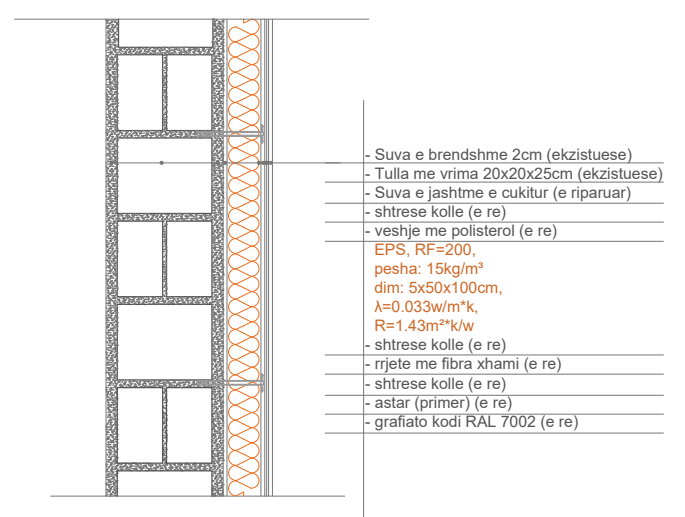 - Suva e brendshme 2cm (ekzistuese)
- Tulla me vrima 20x20x25cm (ekzistuese)
- Suva e jashtme e cukitur (e riparuar)
- shtrese kolle (e re)
- veshje me polisterol (e re)
EPS, RF=200,
pesha: 15kg/m³
dim: 5x50x100cm,
λ=0.033w/m*k,
R=1.43m²*k/w
- shtrese kolle (e re)
- rrjete me fibra xhami (e re)
- shtrese kolle (e re)
- astar (primer) (e re)
- grafiato kodi RAL 7002 (e re)